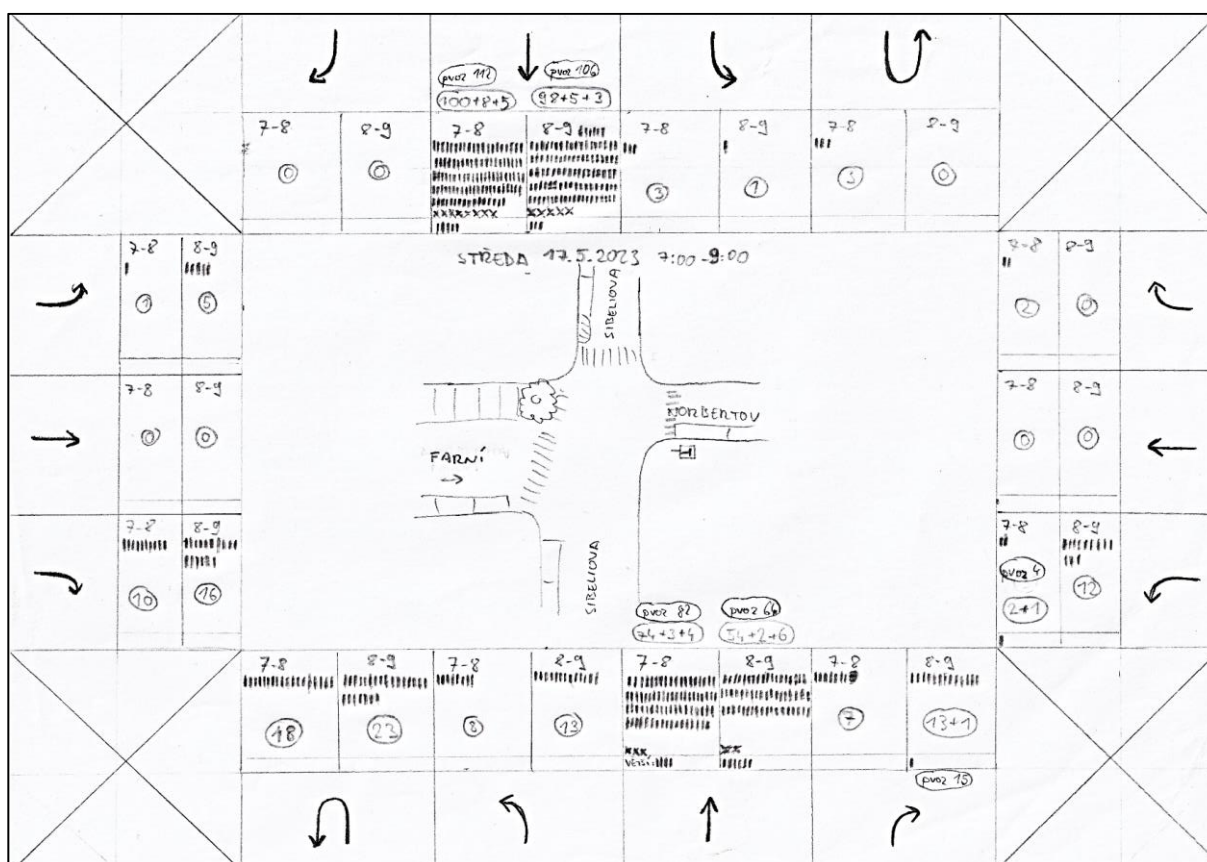 pvoz 112 pvoz 106
100+8+5 98+5+3
7-8 8-9 7-8 8-9 7-8 8-9 7-8 8-9
0 0 3 1 3 0
7-8 8-9
1 5
7-8 8-9
0 0
7-8 8-9
10 16
STŘEDA 17.5.2023 7:00-9:00
SIBELIOVA
NORBERTOV
FARNÍ
SIBELIOVA
7-8 8-9
2 0
7-8 8-9
0 0
7-8 8-9
pvoz 4
12
2+1
pvoz 82 pvoz 66
74+3+4 54+2+6
7-8 8-9 7-8 8-9 7-8 8-9 7-8 8-9
18 23 8 13 7 13+1
VĚTŠÍ:
pvoz 15